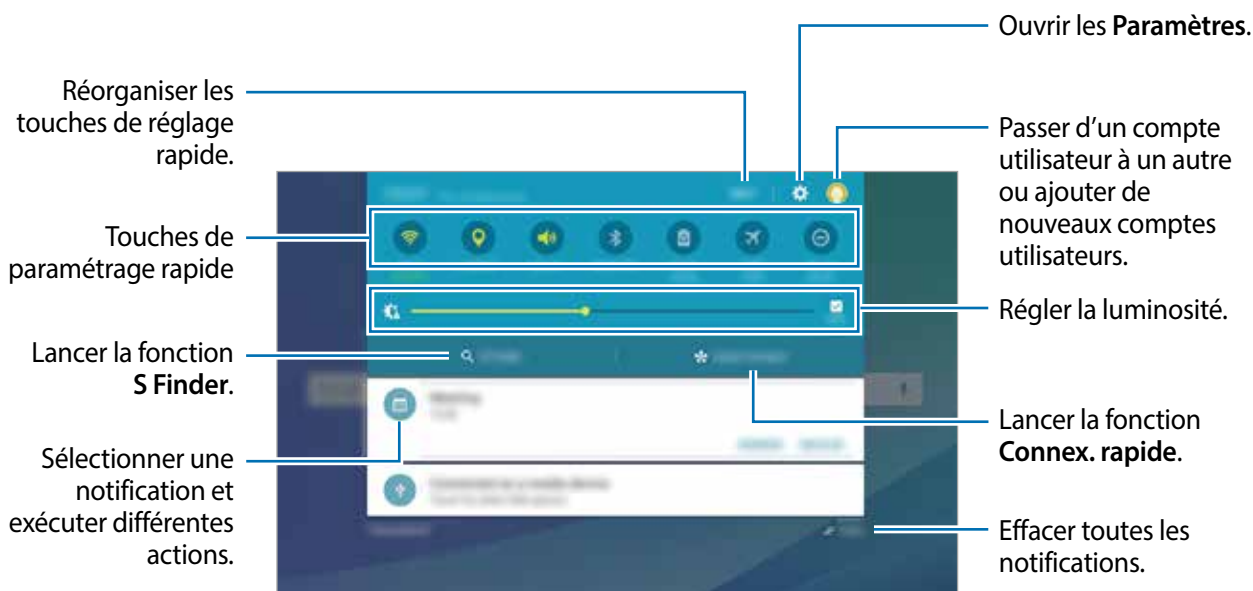 Ouvrir les Paramètres.
Réorganiser les
touches de réglage
rapide.
Passer d'un compte
utilisateur à un autre
ou ajouter de
nouveaux comptes
utilisateurs.
Touches de
paramétrage rapide
Régler la luminosité.
Lancer la fonction
S Finder.
Lancer la fonction
Connex. rapide.
Sélectionner une
notification et
exécuter différentes
actions.
Effacer toutes les
notifications.